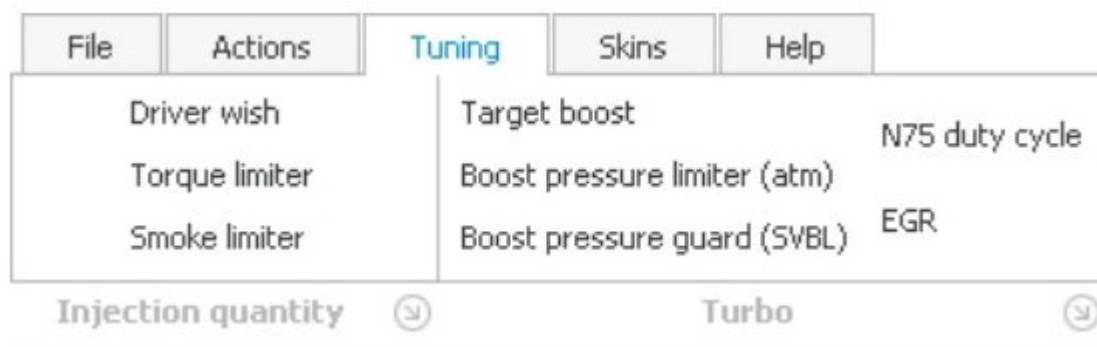 File Actions Tuning Skins Help
Driver wish
Torque limiter
Smoke limiter
Target boost
Boost pressure limiter (atm)
Boost pressure guard (SVBL)
N75 duty cycle
EGR
Injection quantity
Turbo